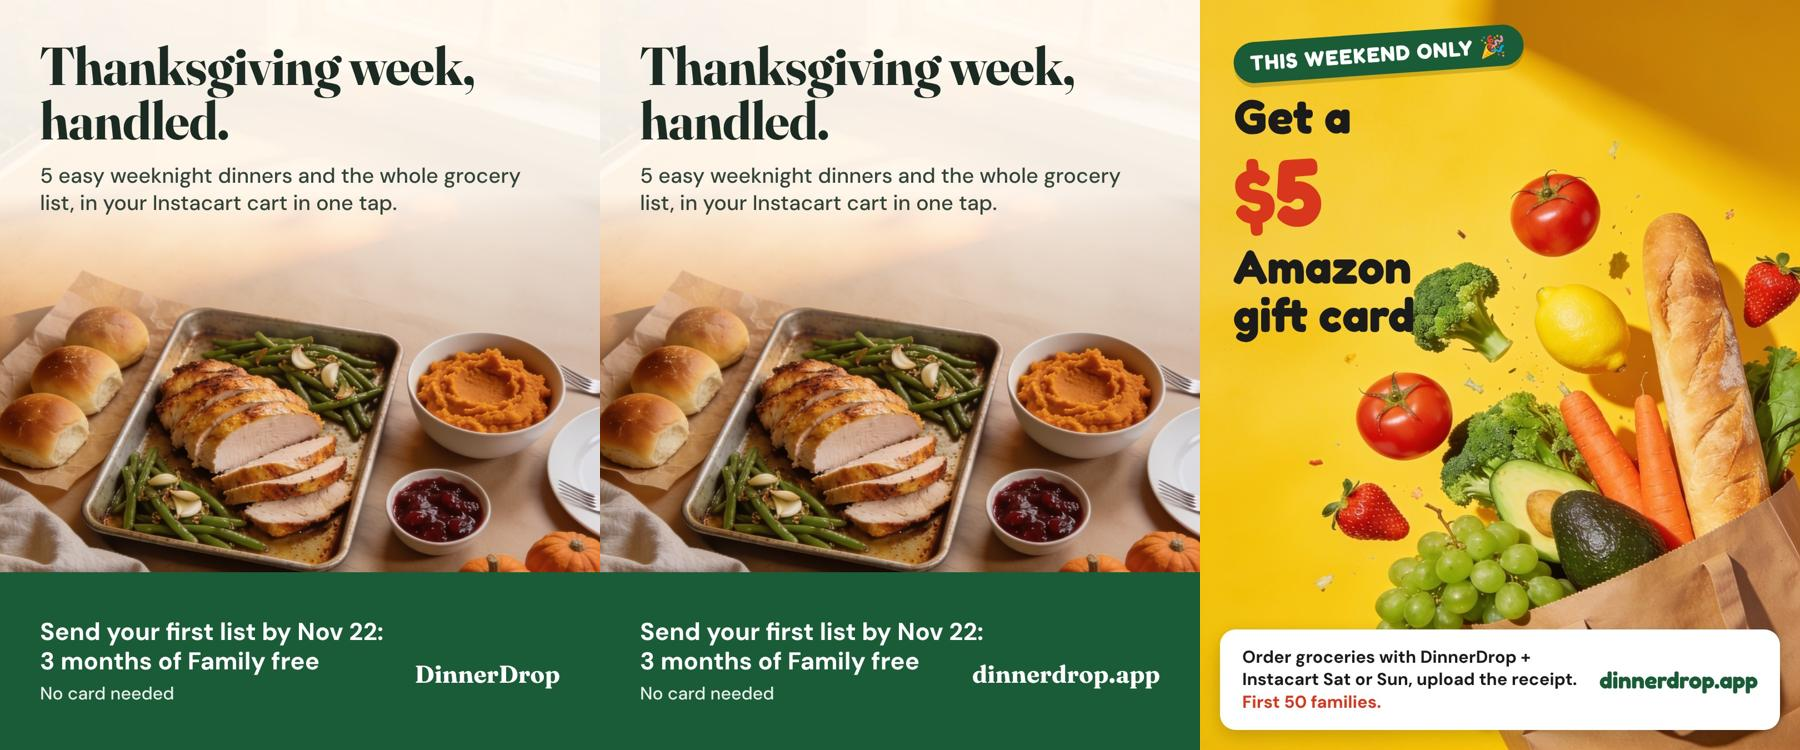 Thanksgiving week,
handled.
5 easy weeknight dinners and the whole grocery
list, in your Instacart cart in one tap.
Send your first list by Nov 22:
3 months of Family free
No card needed
DinnerDrop
Thanksgiving week,
handled.
5 easy weeknight dinners and the whole grocery
list, in your Instacart cart in one tap.
Send your first list by Nov 22:
3 months of Family free
No card needed
dinnerdrop.app
THIS WEEKEND ONLY 🎉
Get a
$5
Amazon
gift card
Order groceries with DinnerDrop +
Instacart Sat or Sun, upload the receipt.
First 50 families.
dinnerdrop.app